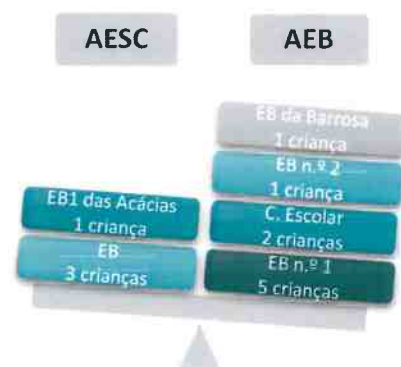 AESC
AEB
EB da Barrosa
1 criança
EB n.º 2
1 criança
EB1 das Acácias
1 criança
C. Escolar
2 crianças
EB
3 crianças
EB n.º 1
5 crianças